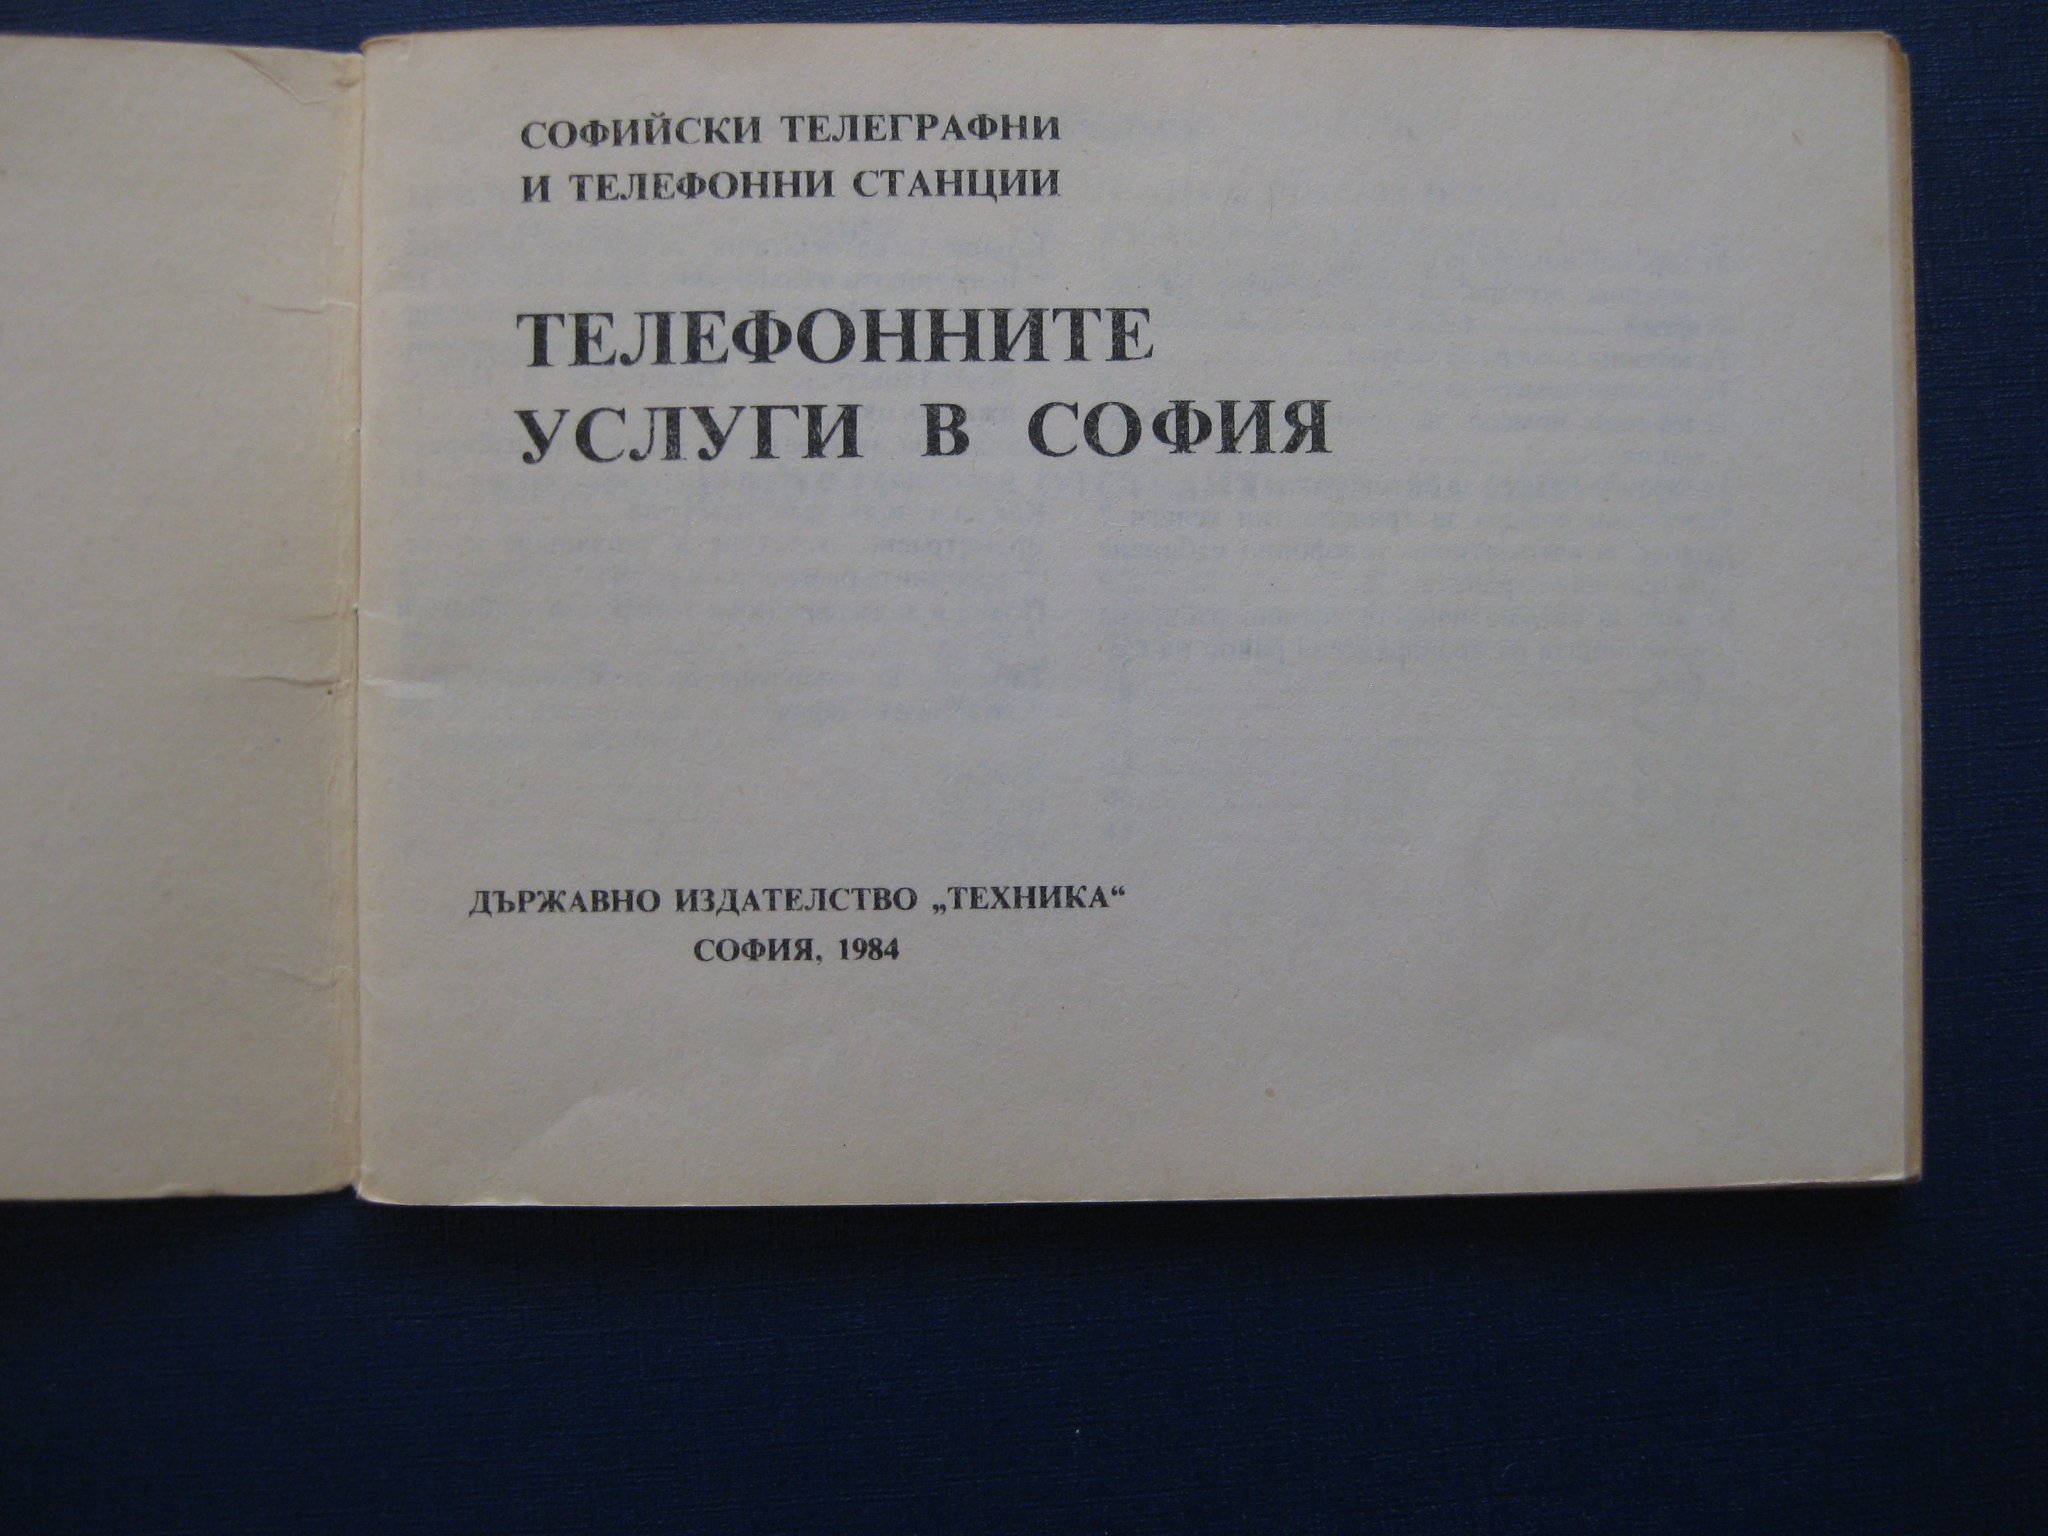 СОФИЙСКИ ТЕЛЕГРАФНИ
И ТЕЛЕФОННИ СТАНЦИИ
ТЕЛЕФОННИТЕ
УСЛУГИ В СОФИЯ
ДЪРЖАВНО ИЗДАТЕЛСТВО „ТЕХНИКА“
СОФИЯ, 1984